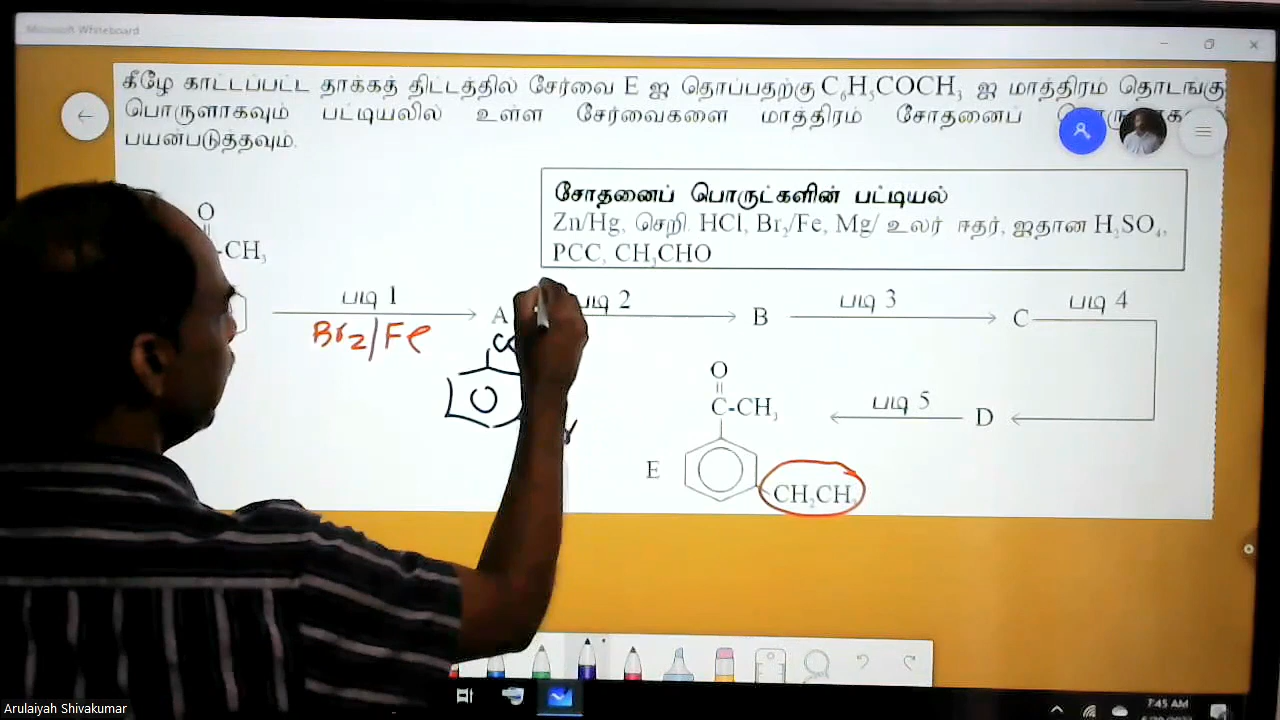 Microsoft Whiteboard
கீழே காட்டப்பட்ட தாக்கத் திட்டத்தில் சேர்வை E ஐ தொப்பதற்கு C₆H₅COCH₃ ஐ மாத்திரம் தொடங்கு
பொருளாகவும் பட்டியலில் உள்ள சேர்வைகளை மாத்திரம் சோதனைப்
பயன்படுத்தவும்.
சோதனைப் பொருட்களின் பட்டியல்
Zn/Hg, செறி. HCl, Br₂/Fe, Mg/ உலர் ஈதர், ஐதான H₂SO₄,
PCC, CH₃CHO
O
-CH₃
படி 1
A
படி 2
B
படி 3
C
படி 4
Br₂/Fe
O
C-CH₃
படி 5
D
E
CH₂CH₃
Arulaiyah Shivakumar
7:45 AM